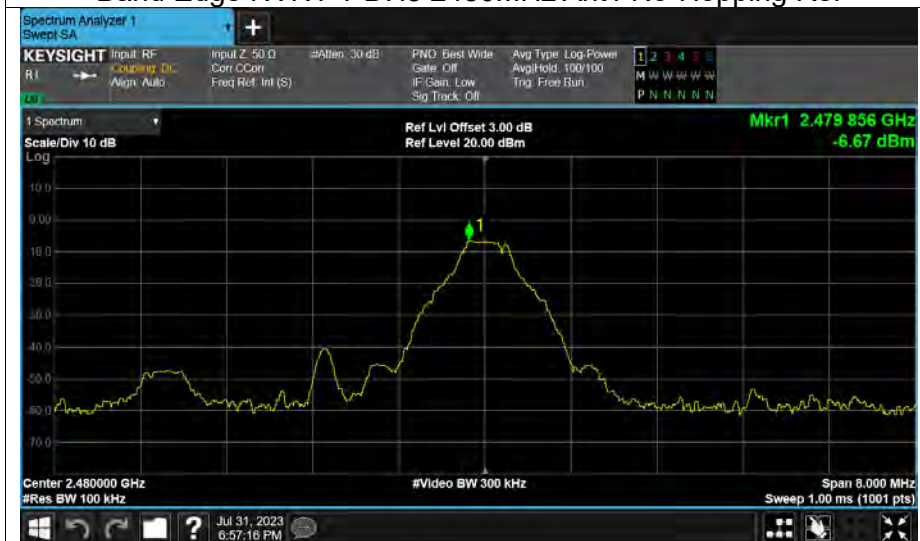 Spectrum Analyzer 1
Swept SA
+
KEYSIGHT Input: RF Input Z: 50 Ω #Atten: 30 dB PNO: Best Wide Avg Type: Log-Power 1 2 3 4 5 6
Coupling: DC Corr CCorr Gate: Off Avg|Hold: 100/100 M W W W W W
Align: Auto Freq Ref: Int (S) IF Gain: Low Trig: Free Run
Sig Track: Off P N N N N N
1 Spectrum
Scale/Div 10 dB
Log
Ref Lvl Offset 3.00 dB
Ref Level 20.00 dBm
Mkr1 2.479 856 GHz
-6.67 dBm
10.0
0.00
1
-40.0
-50.0
-60.0
-70.0
Center 2.480000 GHz #Video BW 300 kHz Span 8.000 MHz
#Res BW 100 kHz Sweep 1.00 ms (1001 pts)
? Jul 31, 2023
6:57:16 PM